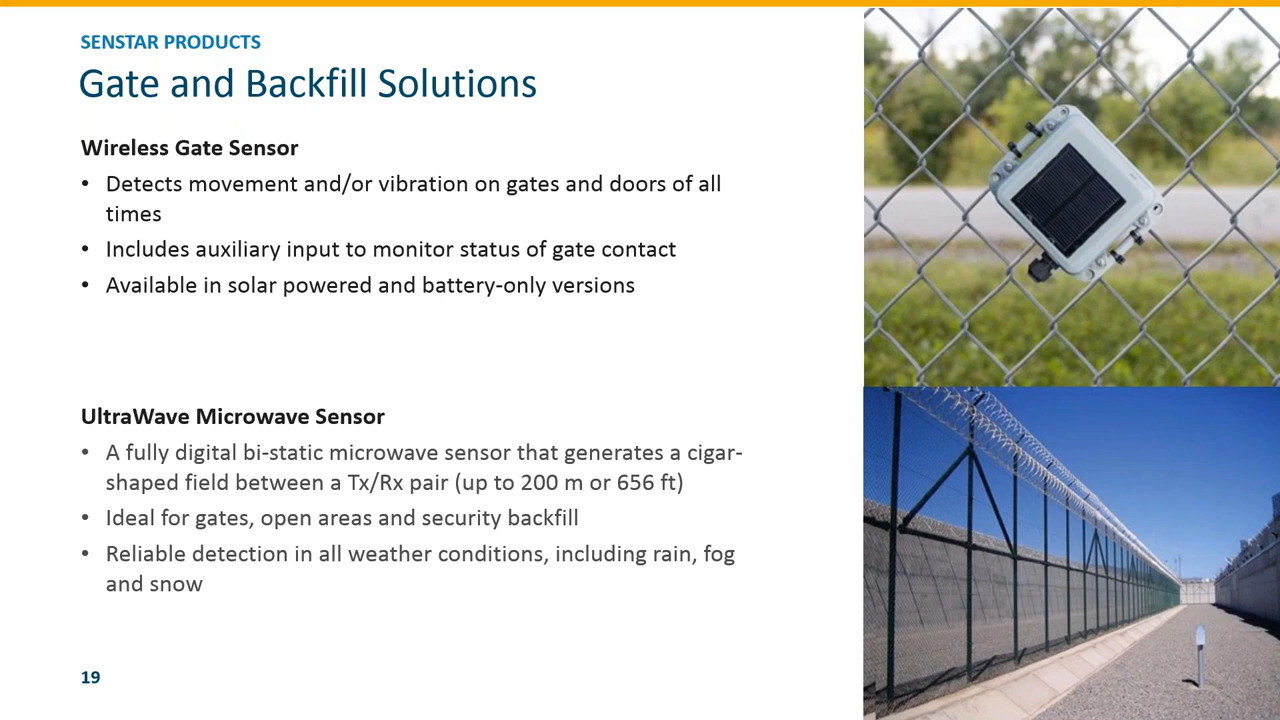 SENSTAR PRODUCTS
Gate and Backfill Solutions
Wireless Gate Sensor
• Detects movement and/or vibration on gates and doors of all
times
• Includes auxiliary input to monitor status of gate contact
• Available in solar powered and battery-only versions
UltraWave Microwave Sensor
• A fully digital bi-static microwave sensor that generates a cigar-
shaped field between a Tx/Rx pair (up to 200 m or 656 ft)
• Ideal for gates, open areas and security backfill
• Reliable detection in all weather conditions, including rain, fog
and snow
19